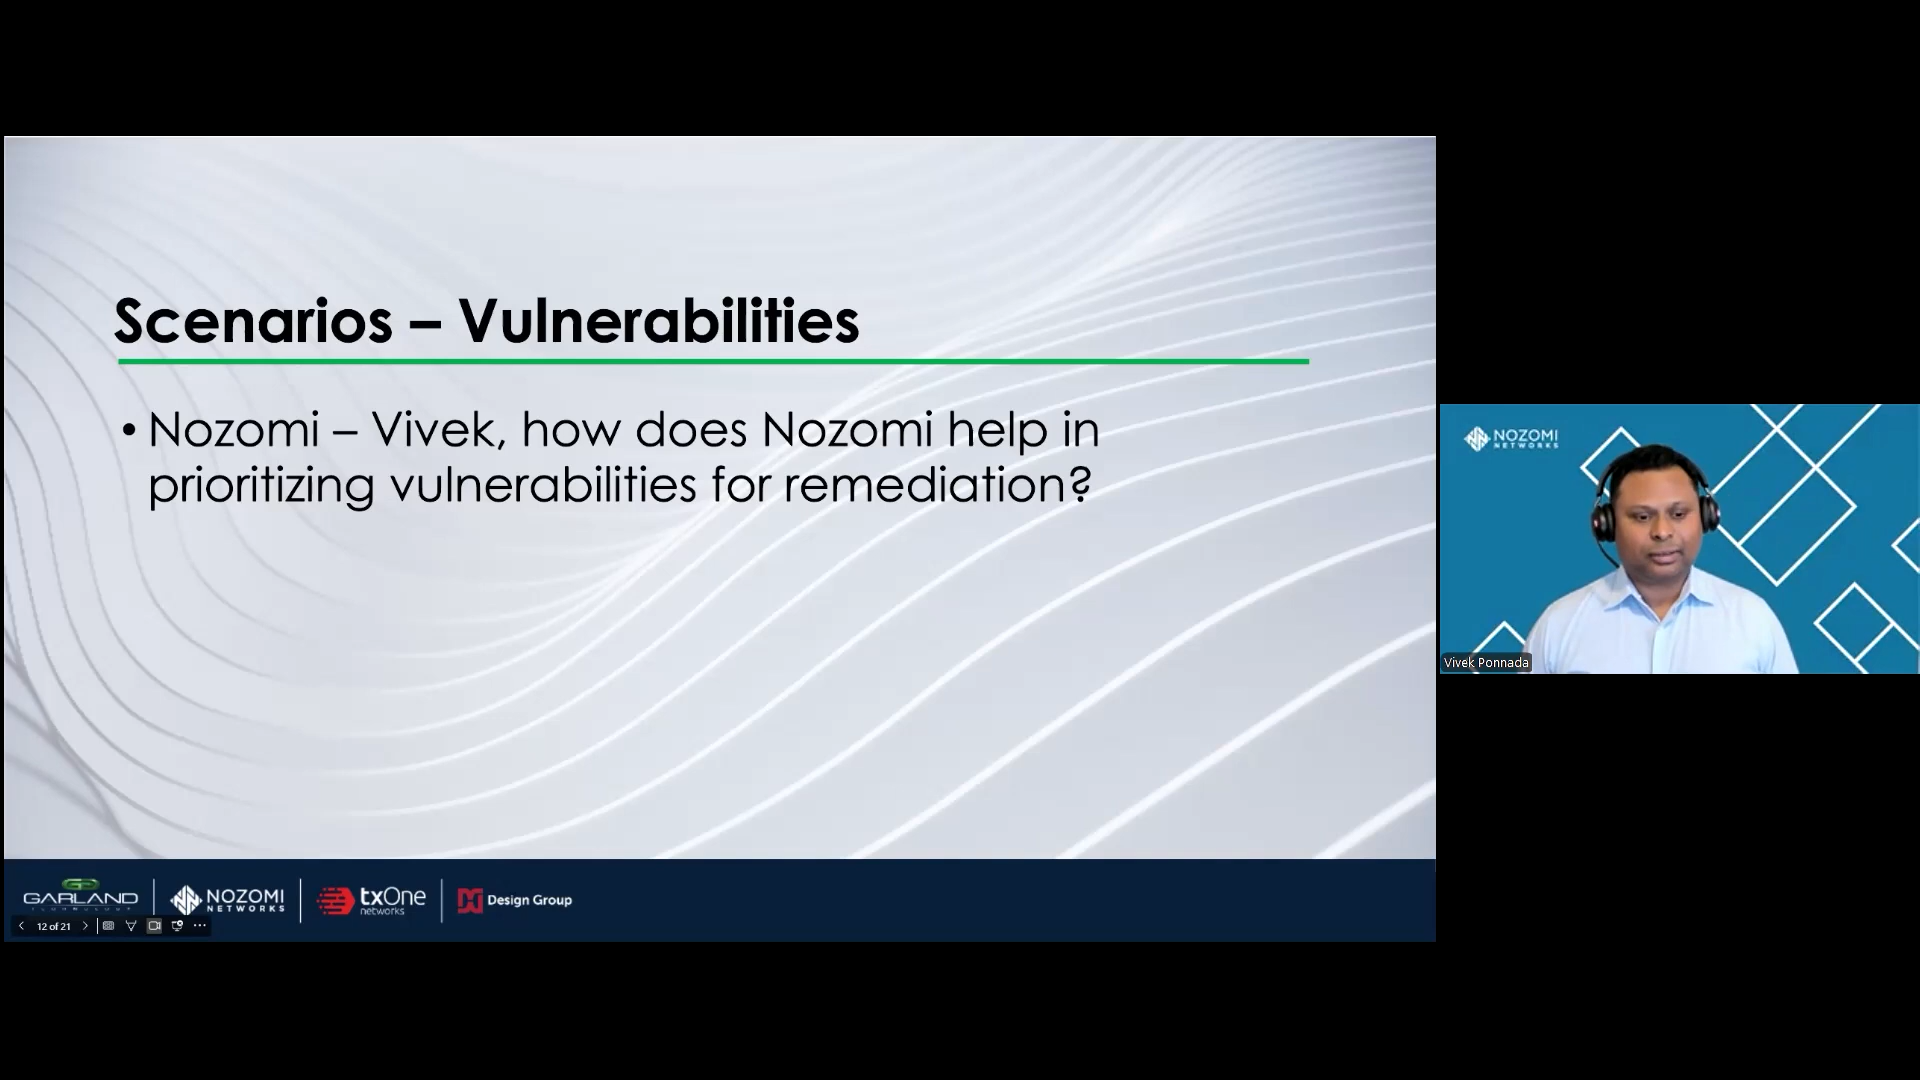 Scenarios – Vulnerabilities
• Nozomi – Vivek, how does Nozomi help in
prioritizing vulnerabilities for remediation?
NOZOMI
NETWORKS
Vivek Ponnada
GARLAND
NOZOMI
NETWORKS
txOne
networks
Design Group
12 of 21